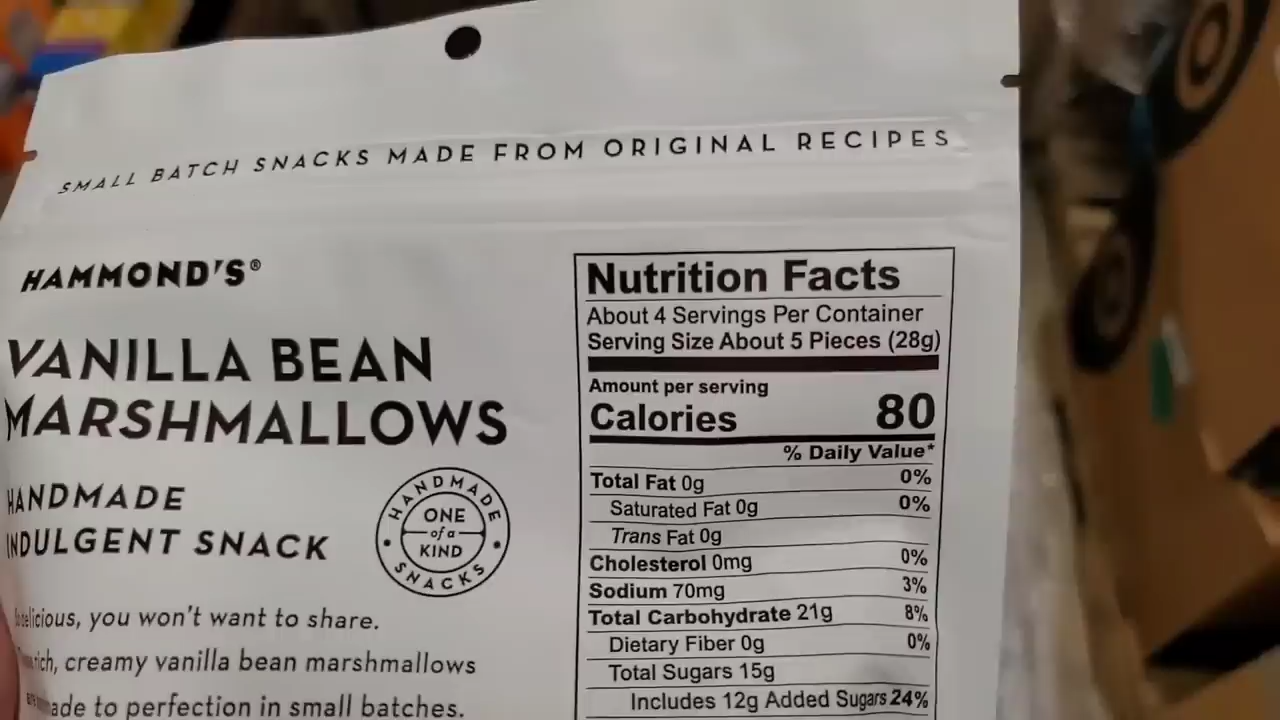 SMALL BATCH SNACKS MADE FROM ORIGINAL RECIPES
HAMMOND'S®
VANILLA BEAN
MARSHMALLOWS
HANDMADE
INDULGENT SNACK
HANDMADE
ONE
of a
KIND
SNACKS
delicious, you won't want to share.
rich, creamy vanilla bean marshmallows
made to perfection in small batches.
Nutrition Facts
About 4 Servings Per Container
Serving Size About 5 Pieces (28g)
Amount per serving
Calories 80
% Daily Value*
Total Fat 0g 0%
Saturated Fat 0g 0%
Trans Fat 0g
Cholesterol 0mg 0%
Sodium 70mg 3%
Total Carbohydrate 21g 8%
Dietary Fiber 0g 0%
Total Sugars 15g
Includes 12g Added Sugars 24%